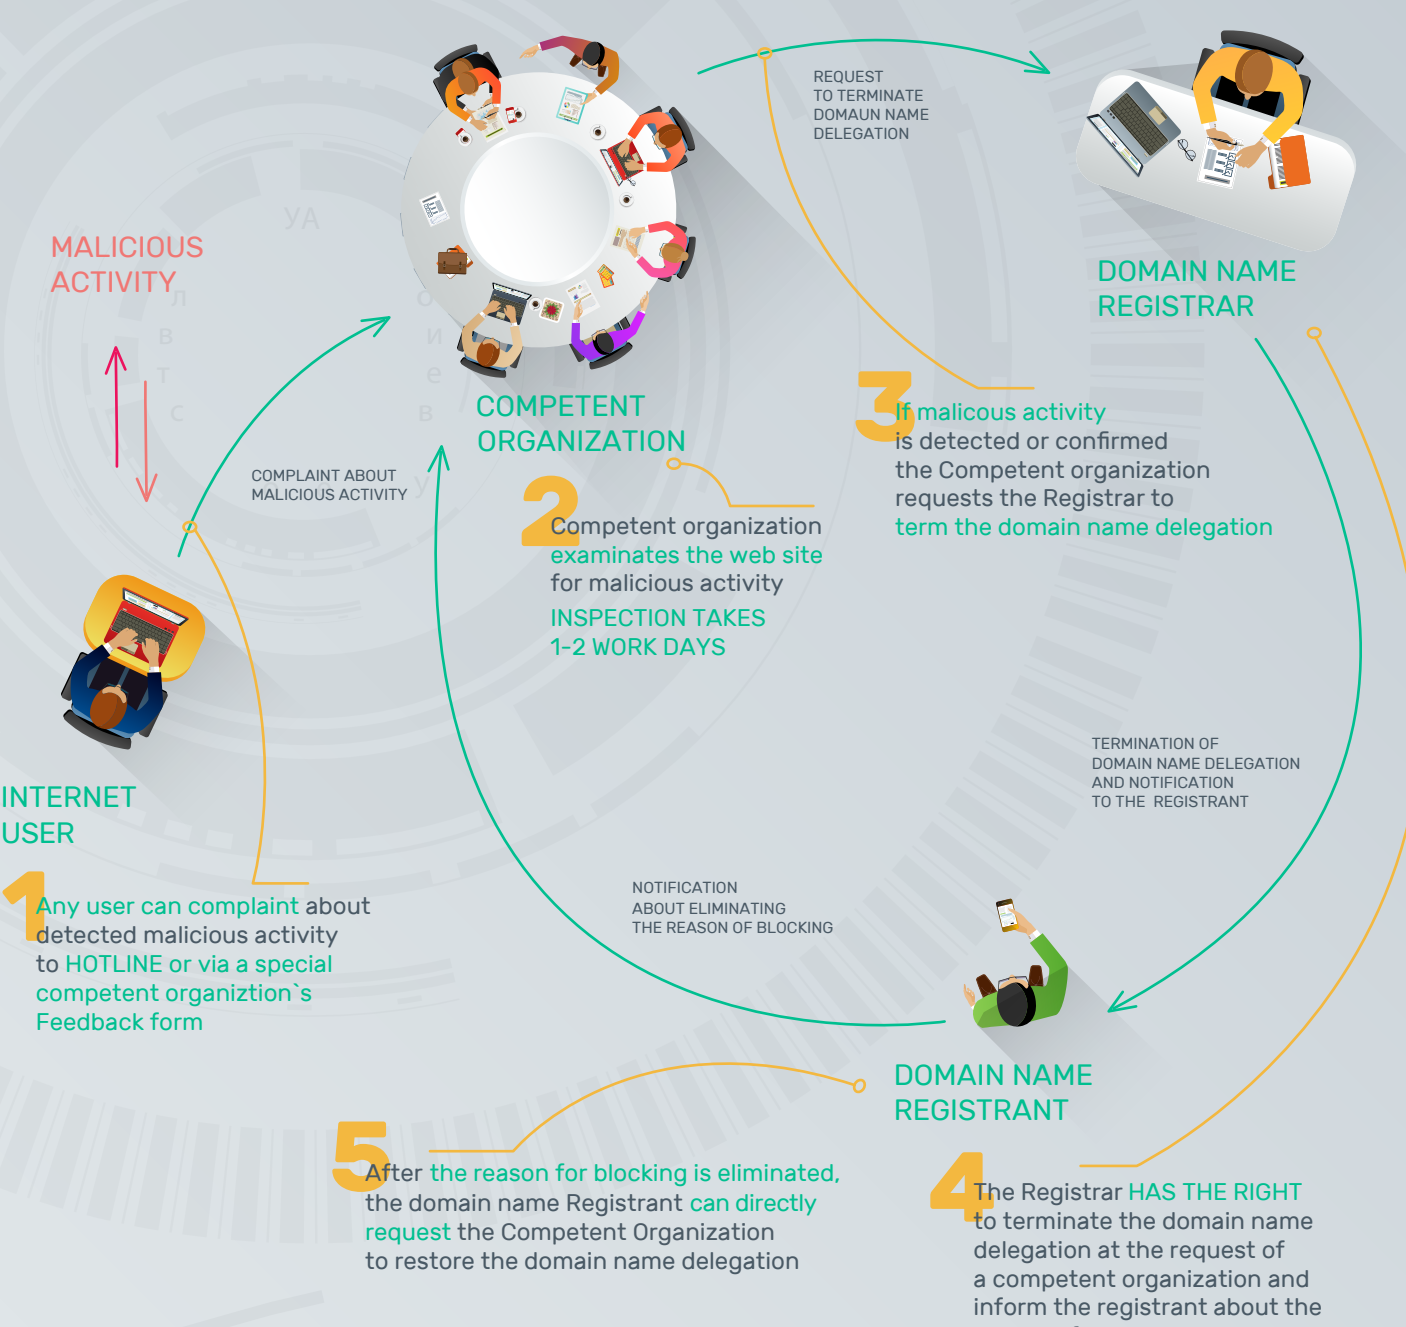 REQUEST
TO TERMINATE
DOMAUN NAME
DELEGATION
MALICIOUS
ACTIVITY
DOMAIN NAME
REGISTRAR
COMPETENT
ORGANIZATION
COMPLAINT ABOUT
MALICIOUS ACTIVITY
3
If malicous activity
is detected or confirmed
the Competent organization
requests the Registrar to
term the domain name delegation
2
Competent organization
examinates the web site
for malicious activity
INSPECTION TAKES
1-2 WORK DAYS
INTERNET
USER
1
Any user can complaint about
detected malicious activity
to HOTLINE or via a special
competent organiztion`s
Feedback form
TERMINATION OF
DOMAIN NAME DELEGATION
AND NOTIFICATION
TO THE REGISTRANT
NOTIFICATION
ABOUT ELIMINATING
THE REASON OF BLOCKING
DOMAIN NAME
REGISTRANT
5
After the reason for blocking is eliminated,
the domain name Registrant can directly
request the Competent Organization
to restore the domain name delegation
4
The Registrar HAS THE RIGHT
to terminate the domain name
delegation at the request of
a competent organization and
inform the registrant about the
УА
л
в
т
с
о
и
е
в
у